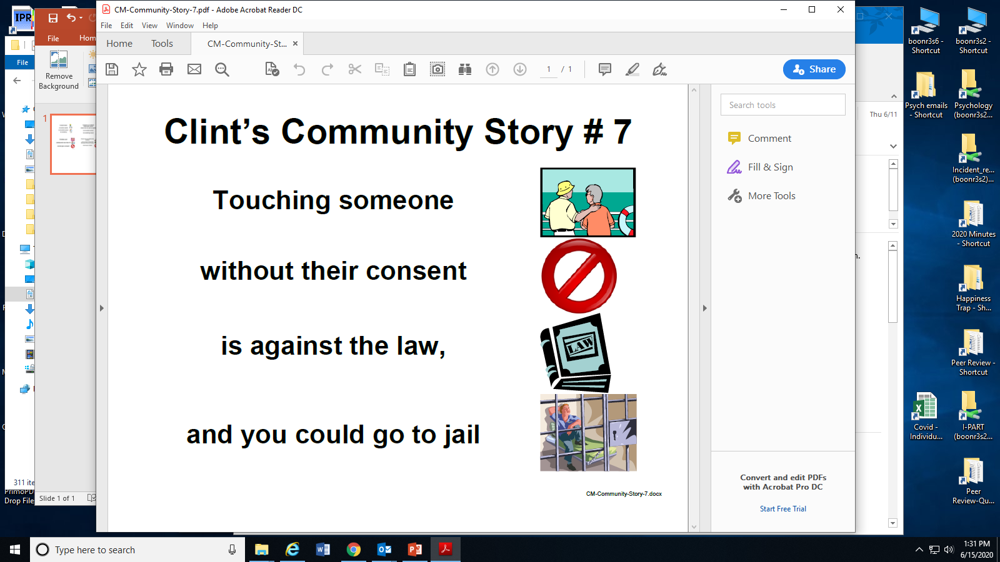 CM-Community-Story-7.pdf - Adobe Acrobat Reader DC
File Edit View Window Help
Home Tools CM-Community-St... ×
1 / 1
Share
Clint's Community Story # 7
Touching someone
without their consent
is against the law,
LAW
and you could go to jail
CM-Community-Story-7.docx
Search tools
Comment
Fill & Sign
More Tools
Convert and edit PDFs
with Acrobat Pro DC
Start Free Trial
IPR
File
File Hom
Remove
Background
1
311 ite
PrimoPD
Drop File
Slide 1 of 1
Thu 6/11
boonr3s6 -
Shortcut
boonr3s2 -
Shortcut
Psych emails
- Shortcut
Psychology
(boonr3s2...
Incident_re...
(boonr3s2)...
2020 Minutes
- Shortcut
Happiness
Trap - Sh...
Peer Review -
Shortcut
Covid -
Individu...
I-PART
(boonr3s2...
Peer
Review-Qu...
Type here to search
1:31 PM
6/15/2020